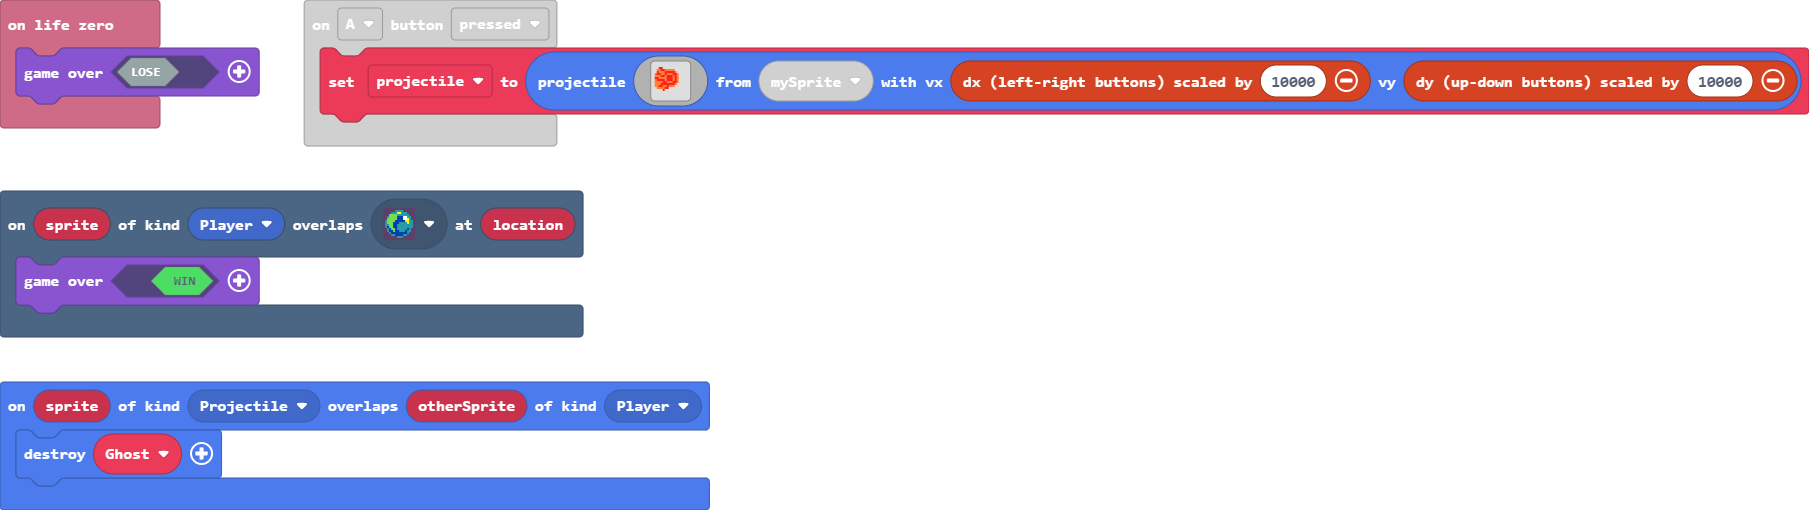 on life zero
game over LOSE
on A button pressed
set projectile to projectile from mySprite with vx dx (left-right buttons) scaled by 10000 vy dy (up-down buttons) scaled by 10000
on sprite of kind Player overlaps at location
game over WIN
on sprite of kind Projectile overlaps otherSprite of kind Player
destroy Ghost